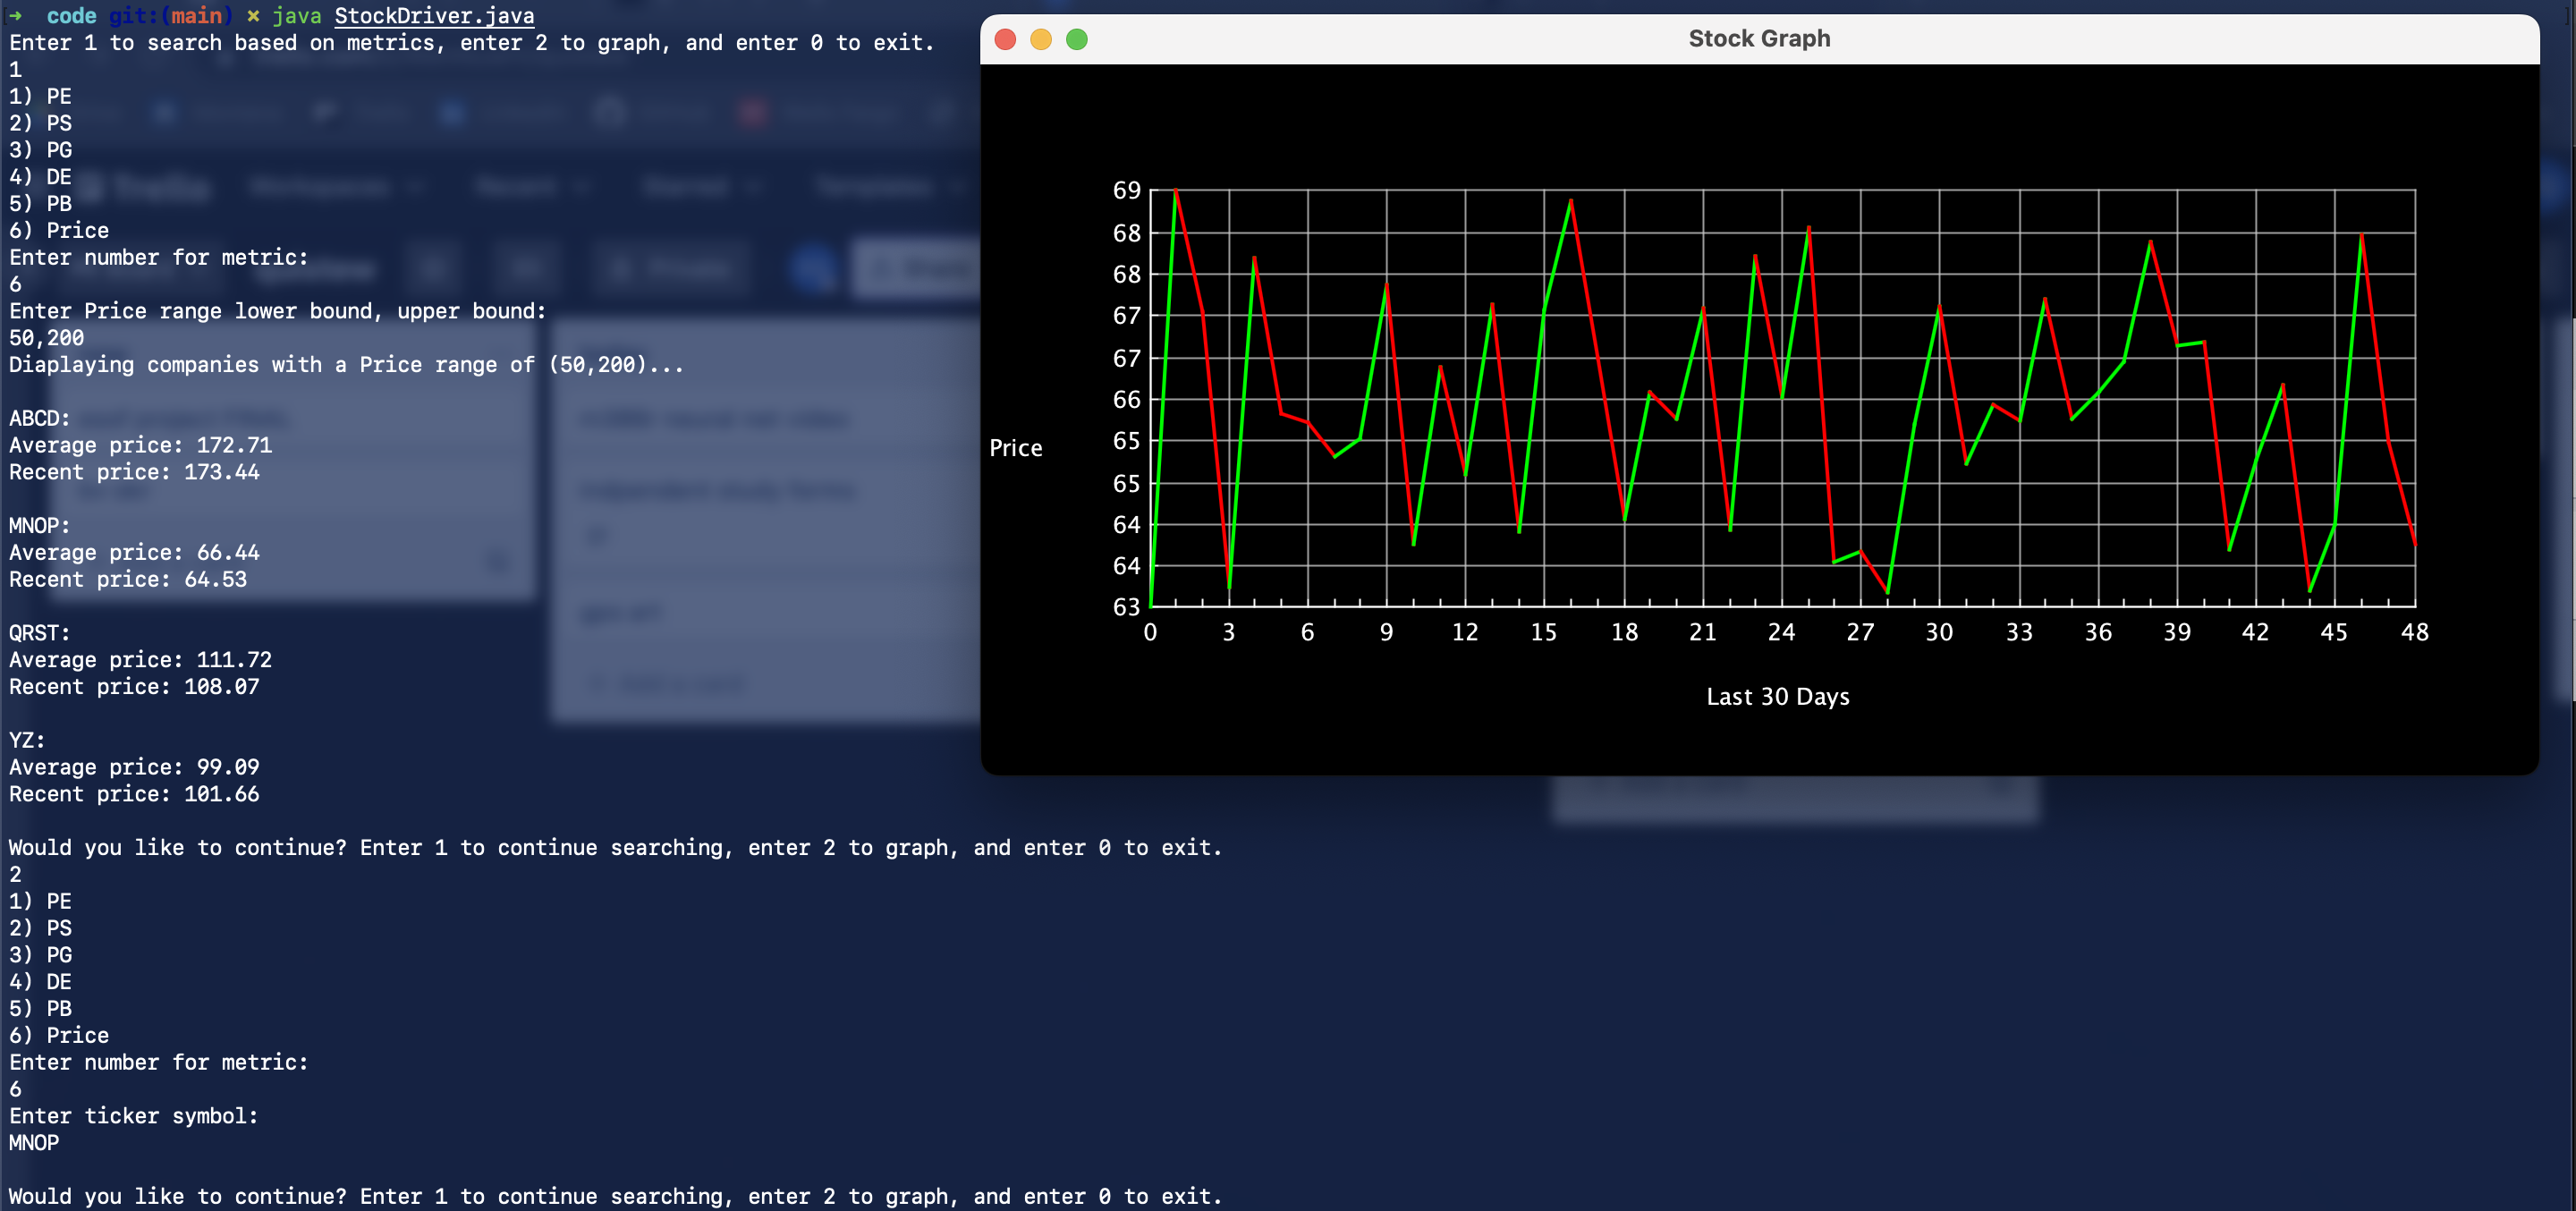 → code git:(main) × java StockDriver.java
Enter 1 to search based on metrics, enter 2 to graph, and enter 0 to exit.
1
1) PE
2) PS
3) PG
4) DE
5) PB
6) Price
Enter number for metric:
6
Enter Price range lower bound, upper bound:
50,200
Diaplaying companies with a Price range of (50,200)...
ABCD:
Average price: 172.71
Recent price: 173.44
MNOP:
Average price: 66.44
Recent price: 64.53
QRST:
Average price: 111.72
Recent price: 108.07
YZ:
Average price: 99.09
Recent price: 101.66
Would you like to continue? Enter 1 to continue searching, enter 2 to graph, and enter 0 to exit.
2
1) PE
2) PS
3) PG
4) DE
5) PB
6) Price
Enter number for metric:
6
Enter ticker symbol:
MNOP
Would you like to continue? Enter 1 to continue searching, enter 2 to graph, and enter 0 to exit.
Stock Graph
69
68
68
67
67
66
65
65
64
64
63
Price
0 3 6 9 12 15 18 21 24 27 30 33 36 39 42 45 48
Last 30 Days
Trello
Workspaces
Recent
Starred
Templates
Private
Share